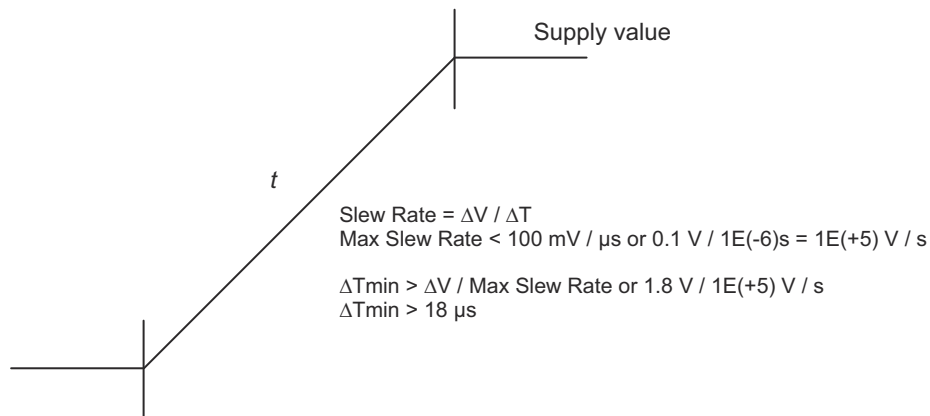 Supply value
t
Slew Rate = ΔV / ΔT
Max Slew Rate < 100 mV / µs or 0.1 V / 1E(-6)s = 1E(+5) V / s
ΔTmin > ΔV / Max Slew Rate or 1.8 V / 1E(+5) V / s
ΔTmin > 18 µs